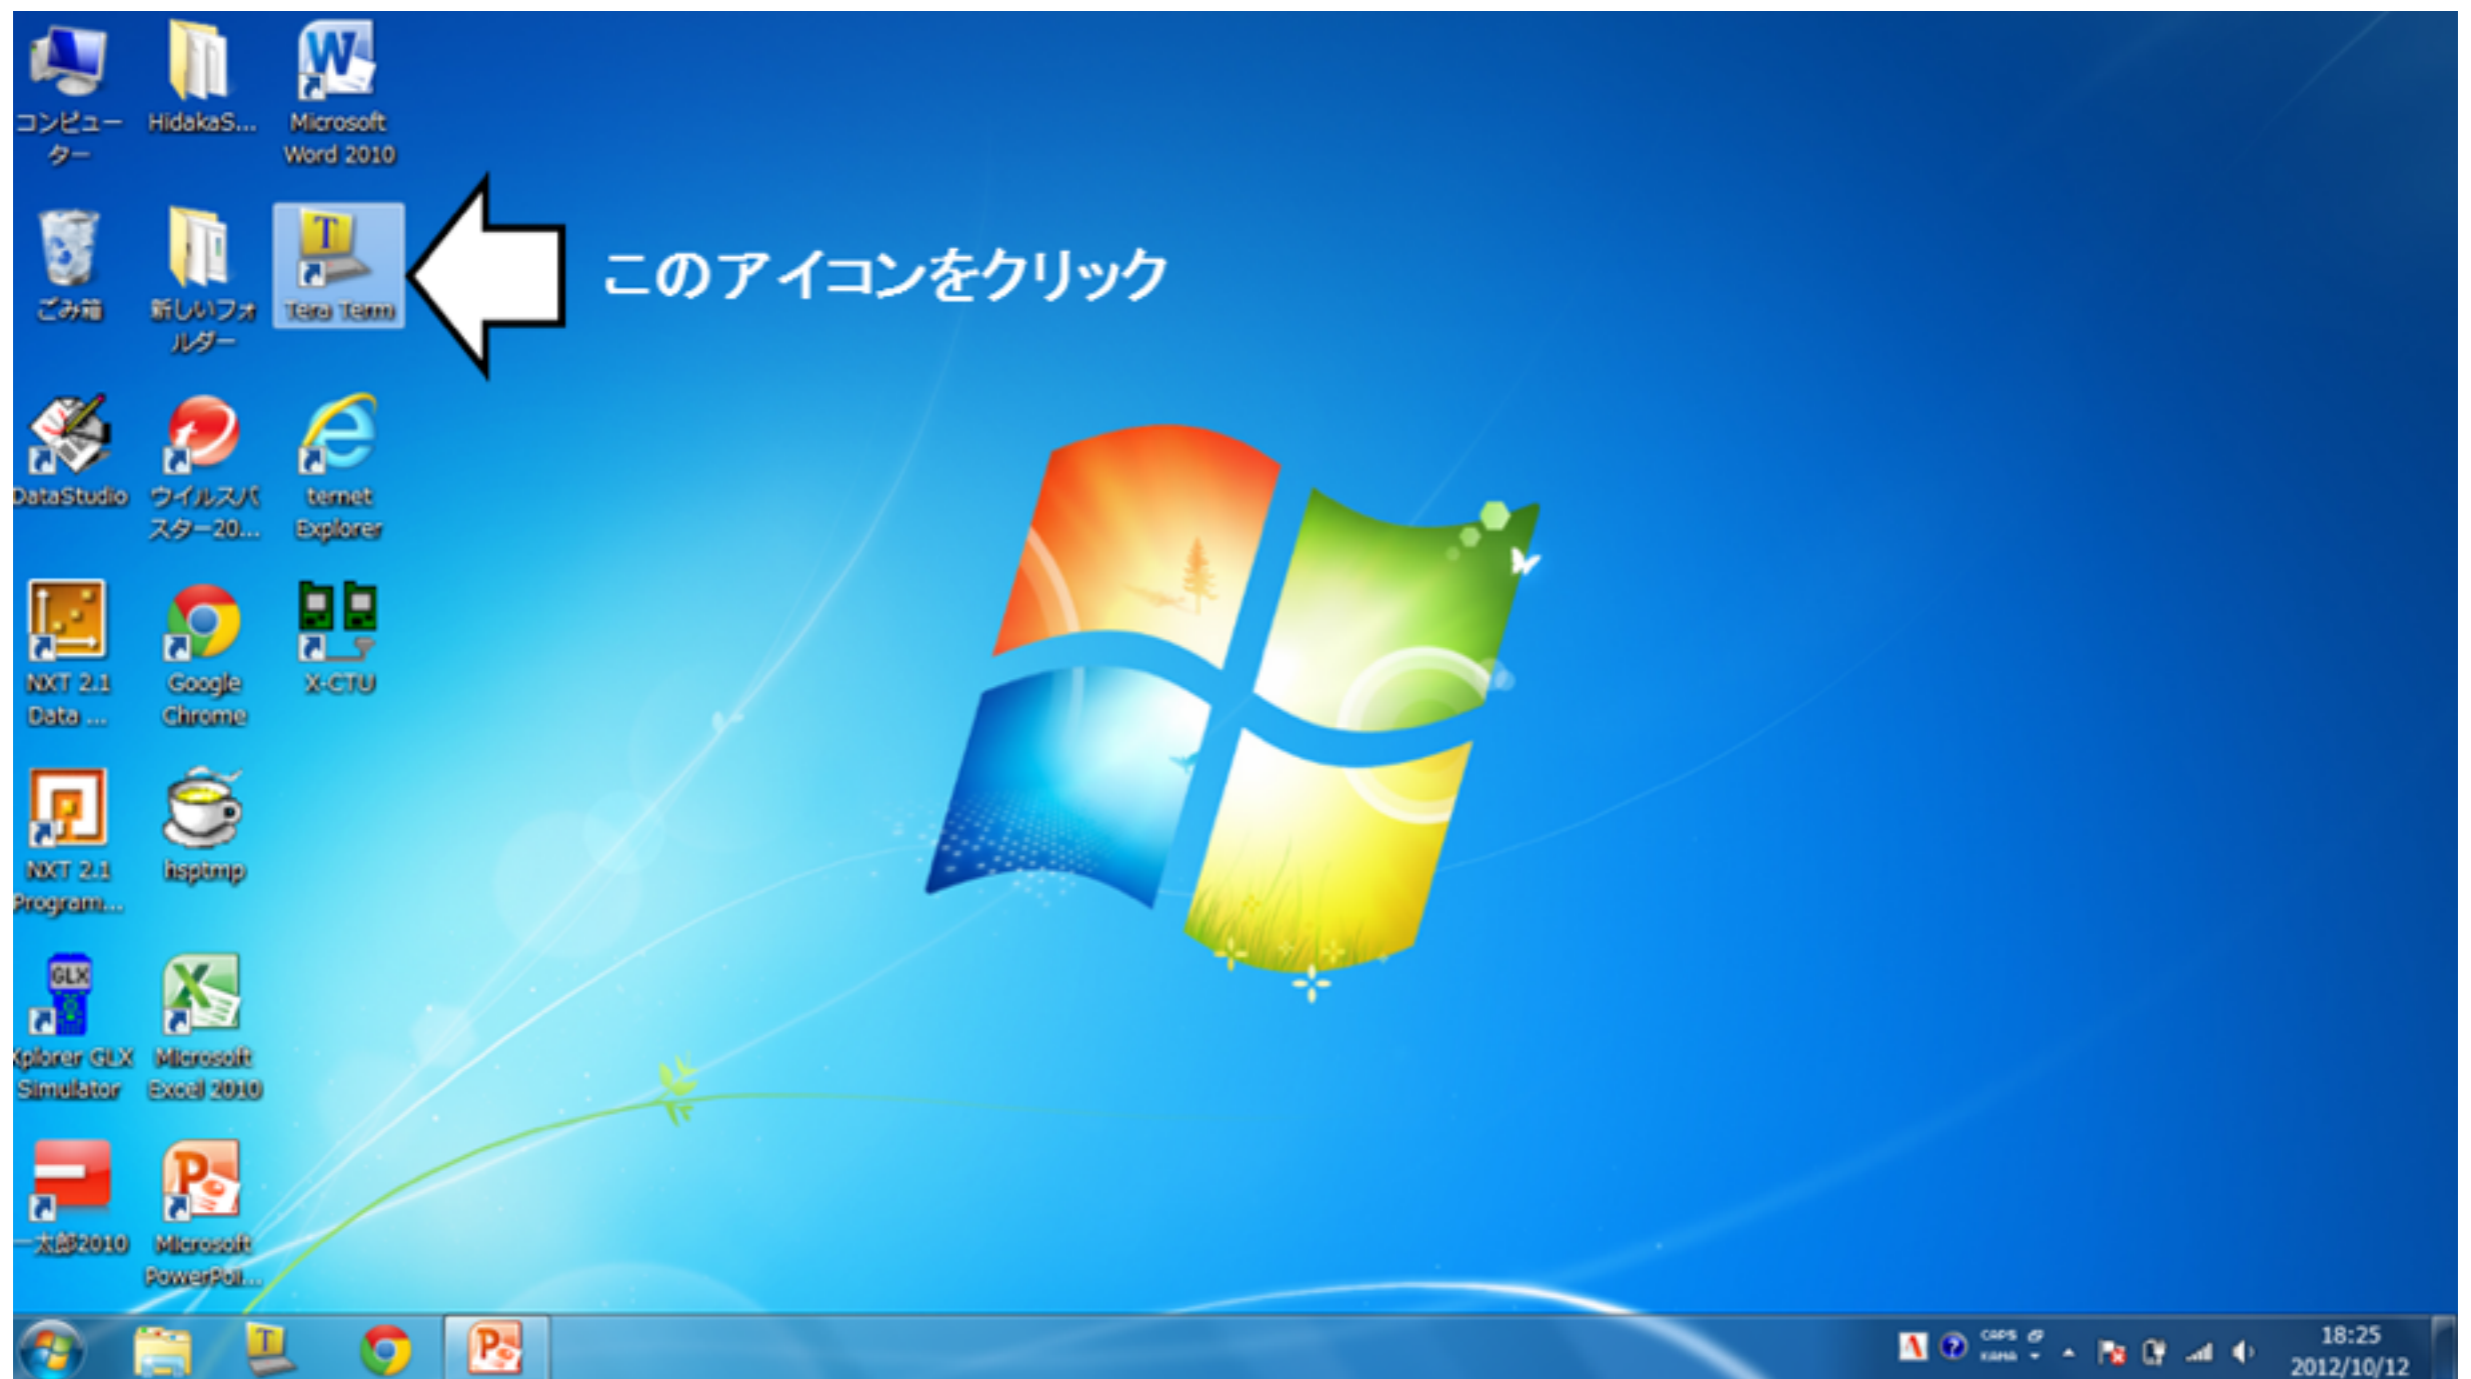 コンピュー
ター
HidakaS...
Microsoft
Word 2010
ごみ箱
新しいフォ
ルダー
T
Tera Term
このアイコンをクリック
DataStudio
ウイルスバ
スター20...
ternet
Explorer
NXT 2.1
Data ...
Google
Chrome
X-CTU
NXT 2.1
Program...
hsptmp
GLX
Xplorer GLX
Simulator
Microsoft
Excel 2010
一太郎2010
Microsoft
PowerPoi...
A
CAPS
KANA
18:25
2012/10/12